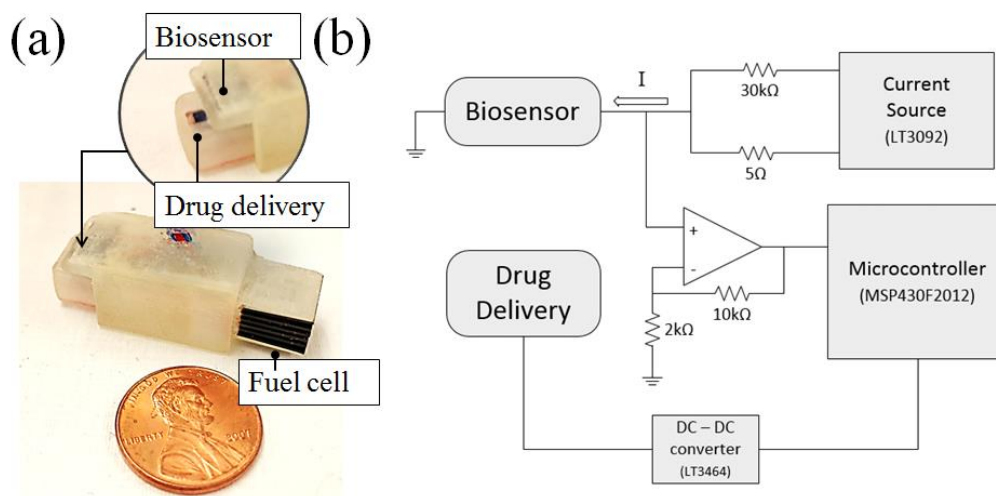 (a)
Biosensor
Drug delivery
Fuel cell
LIBERTY
2001
(b)
Biosensor
I
30kΩ
5Ω
Current
Source
(LT3092)
+
-
10kΩ
2kΩ
Drug
Delivery
Microcontroller
(MSP430F2012)
DC – DC
converter
(LT3464)